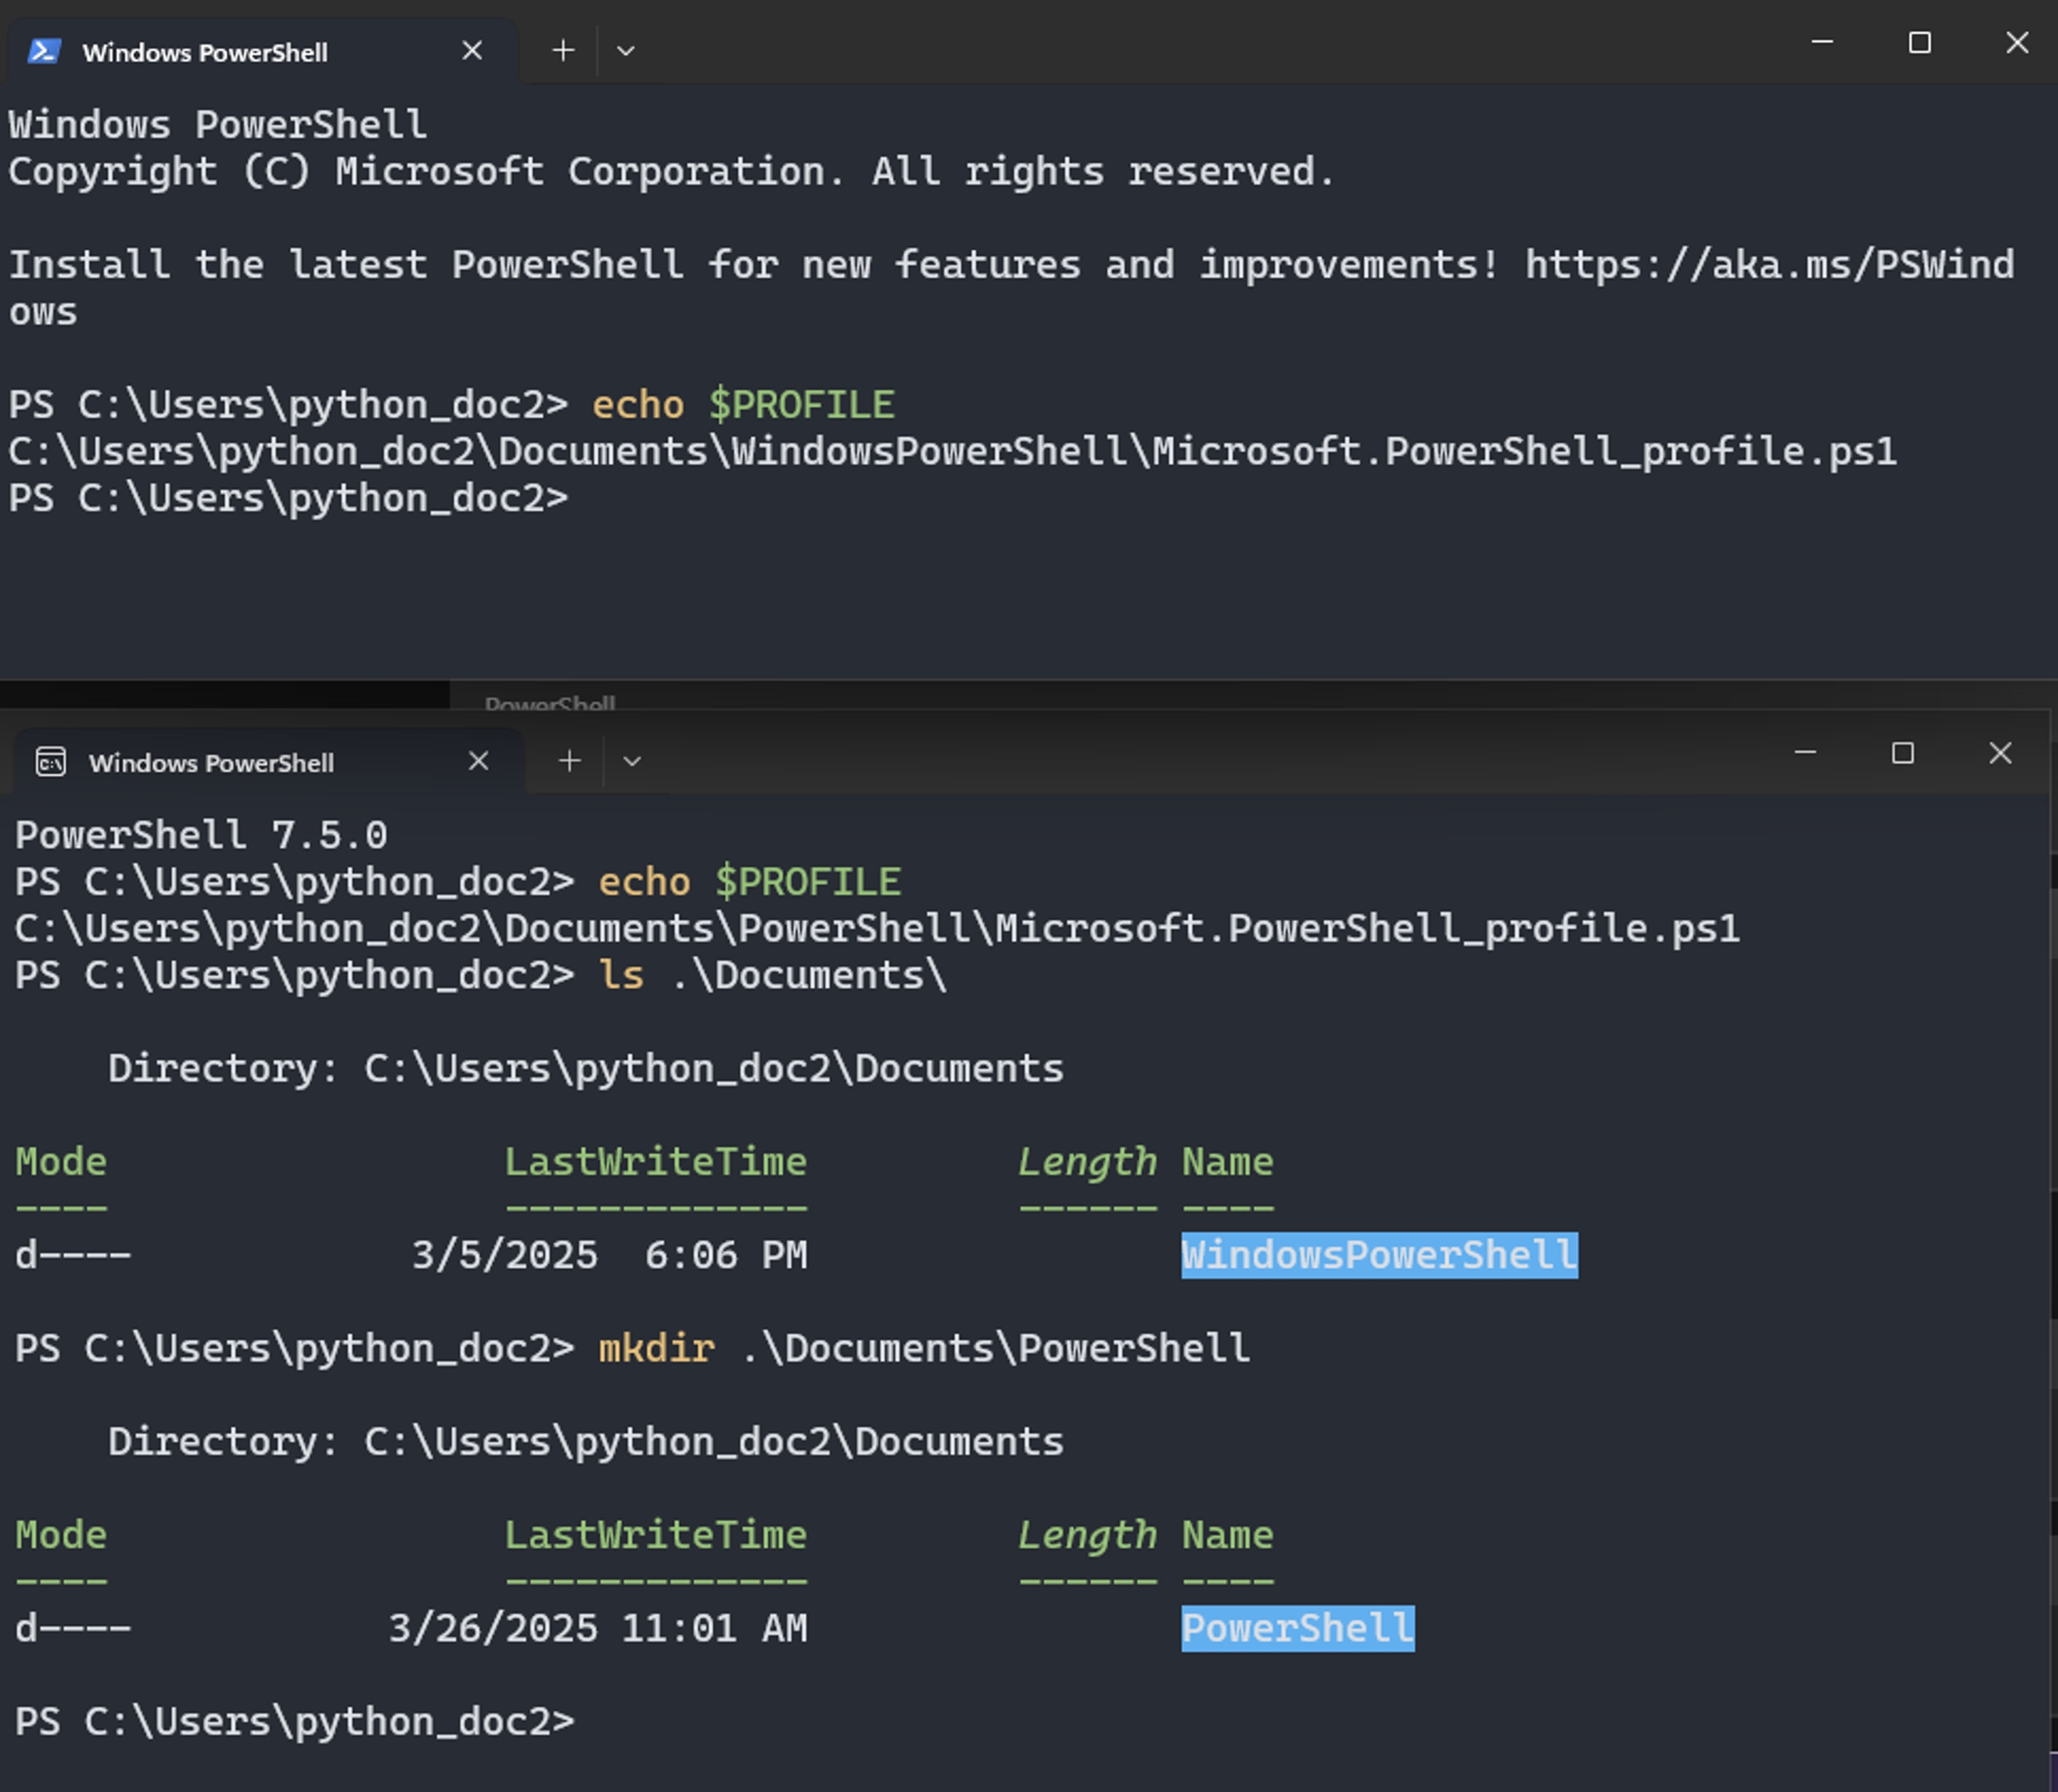 Windows PowerShell
Windows PowerShell
Copyright (C) Microsoft Corporation. All rights reserved.
Install the latest PowerShell for new features and improvements! https://aka.ms/PSWind
ows
PS C:\Users\python_doc2> echo $PROFILE
C:\Users\python_doc2\Documents\WindowsPowerShell\Microsoft.PowerShell_profile.ps1
PS C:\Users\python_doc2>
PowerShell
Windows PowerShell
PowerShell 7.5.0
PS C:\Users\python_doc2> echo $PROFILE
C:\Users\python_doc2\Documents\PowerShell\Microsoft.PowerShell_profile.ps1
PS C:\Users\python_doc2> ls .\Documents\
Directory: C:\Users\python_doc2\Documents
Mode LastWriteTime Length Name
---- ------------- ------ ----
d---- 3/5/2025 6:06 PM WindowsPowerShell
PS C:\Users\python_doc2> mkdir .\Documents\PowerShell
Directory: C:\Users\python_doc2\Documents
Mode LastWriteTime Length Name
---- ------------- ------ ----
d---- 3/26/2025 11:01 AM PowerShell
PS C:\Users\python_doc2>